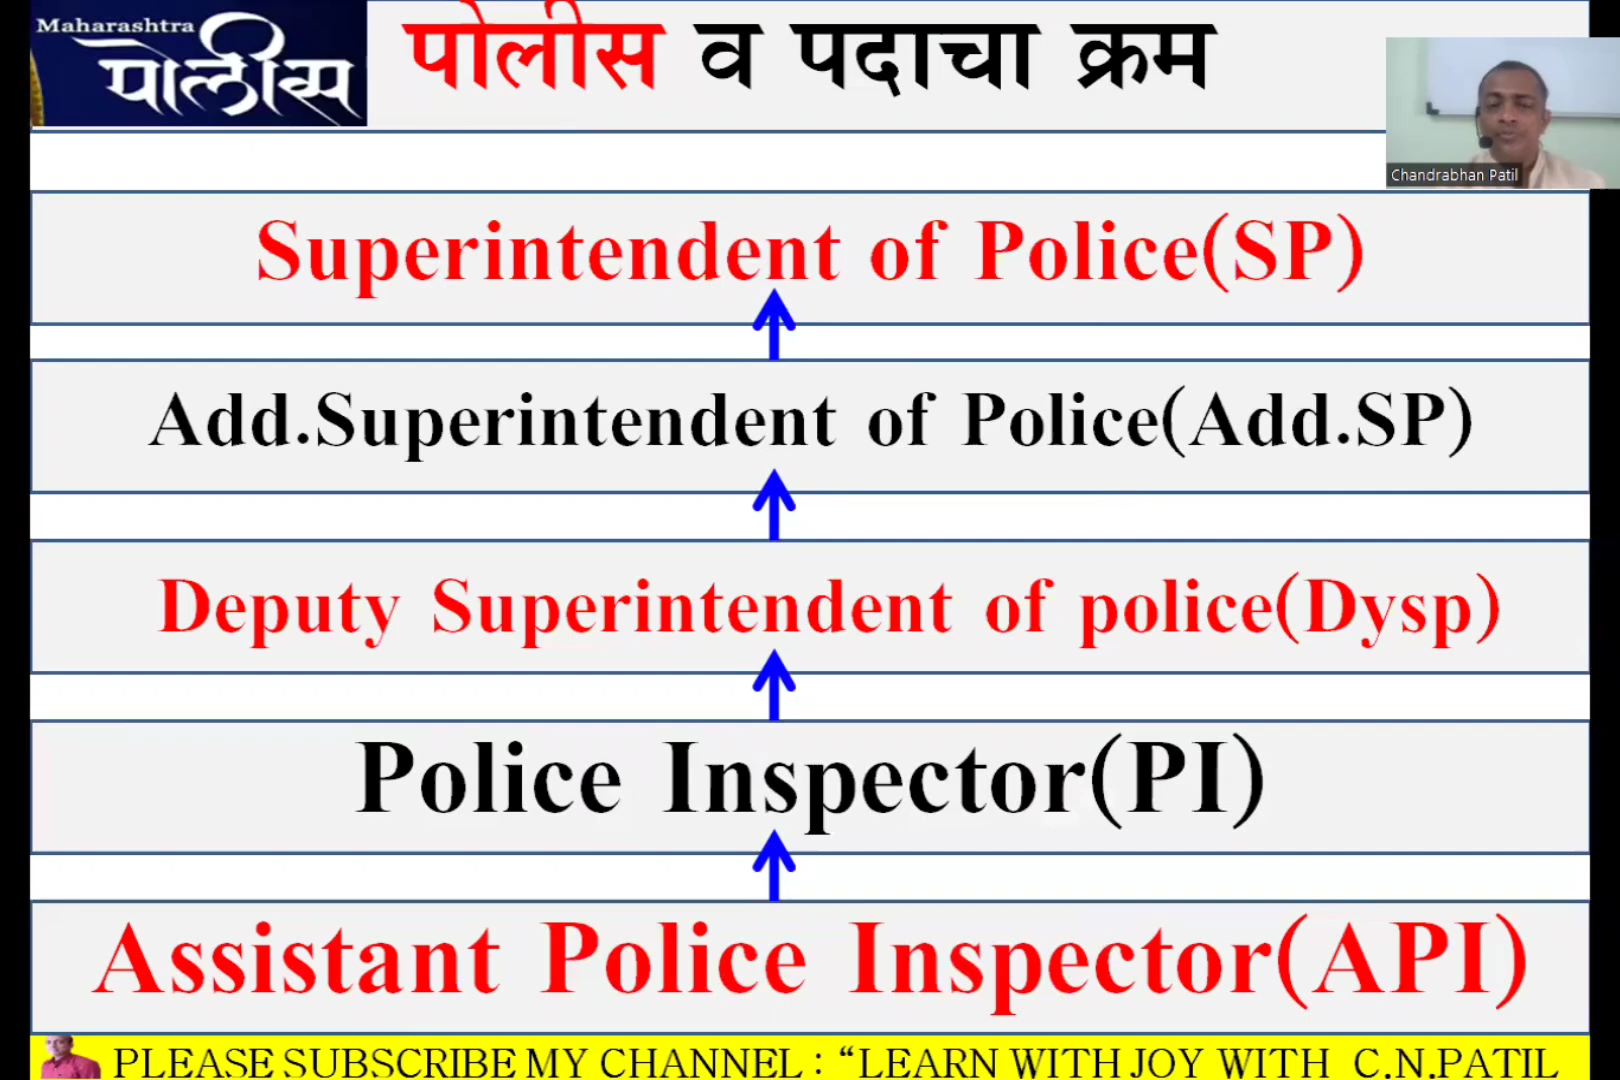 Maharashtra
पोलीस
पोलीस व पदाचा क्रम
Chandrabhan Patil
Superintendent of Police(SP)
Add.Superintendent of Police(Add.SP)
Deputy Superintendent of police(Dysp)
Police Inspector(PI)
Assistant Police Inspector(API)
PLEASE SUBSCRIBE MY CHANNEL : “LEARN WITH JOY WITH C.N.PATIL